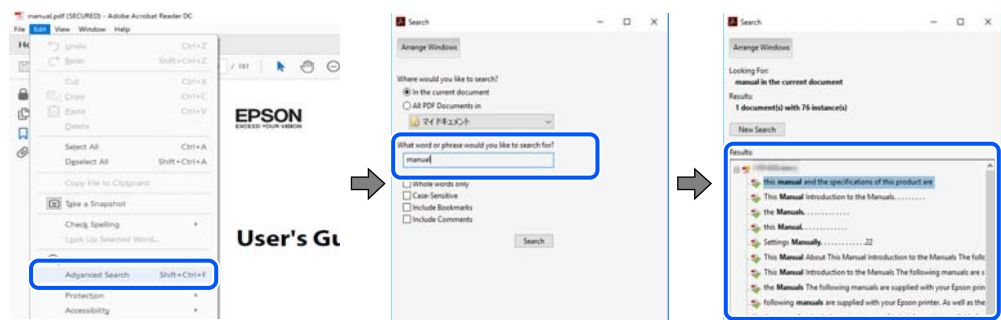 manual.pdf (SECURED) - Adobe Acrobat Reader DC
File Edit View Window Help
Undo Ctrl+Z
Redo Shift+Ctrl+Z
Cut Ctrl+X
Copy Ctrl+C
Paste Ctrl+V
Delete
Select All Ctrl+A
Deselect All Shift+Ctrl+A
Copy File to Clipboard
Take a Snapshot
Check Spelling
Look Up Selected Word...
Advanced Search Shift+Ctrl+F
Protection
Accessibility
/ 191
EPSON
EXCEED YOUR VISION
User's Gu
Search
Arrange Windows
Where would you like to search?
In the current document
All PDF Documents in
マイ ドキュメント
What word or phrase would you like to search for?
manual
Whole words only
Case-Sensitive
Include Bookmarks
Include Comments
Search
Search
Arrange Windows
Looking For:
manual in the current document
Results:
1 document(s) with 76 instance(s)
New Search
Results:
this manual and the specifications of this product are
This Manual Introduction to the Manuals. . . . . . . . .
the Manuals. . . . . . . . . . . .
this Manual. . . . . . . . . . . .
Settings Manually. . . . . . . . . . . .22
This Manual About This Manual Introduction to the Manuals The follo
This Manual Introduction to the Manuals The following manuals are s
the Manuals The following manuals are supplied with your Epson prin
following manuals are supplied with your Epson printer. As well as the